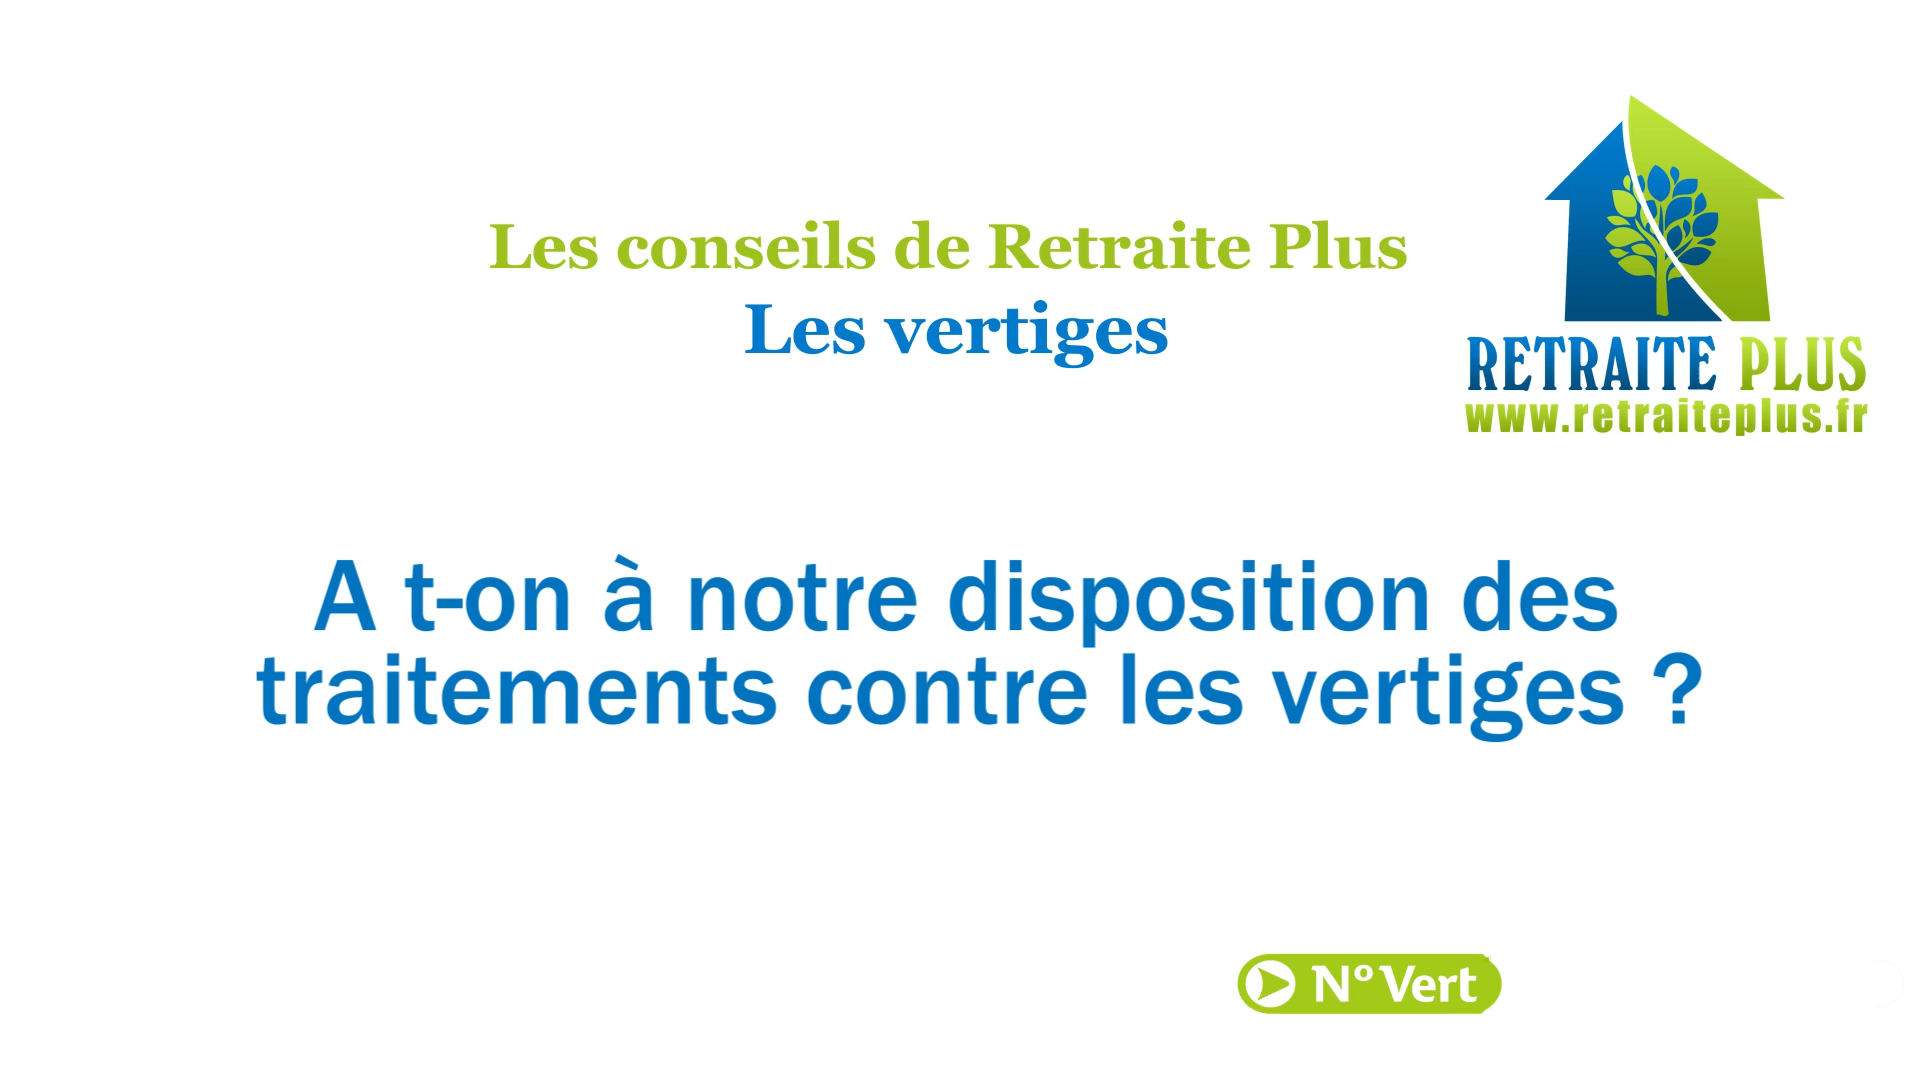 Les conseils de Retraite Plus
Les vertiges
RETRAITE PLUS
www.retraiteplus.fr
A t-on à notre disposition des
traitements contre les vertiges ?
N° Vert